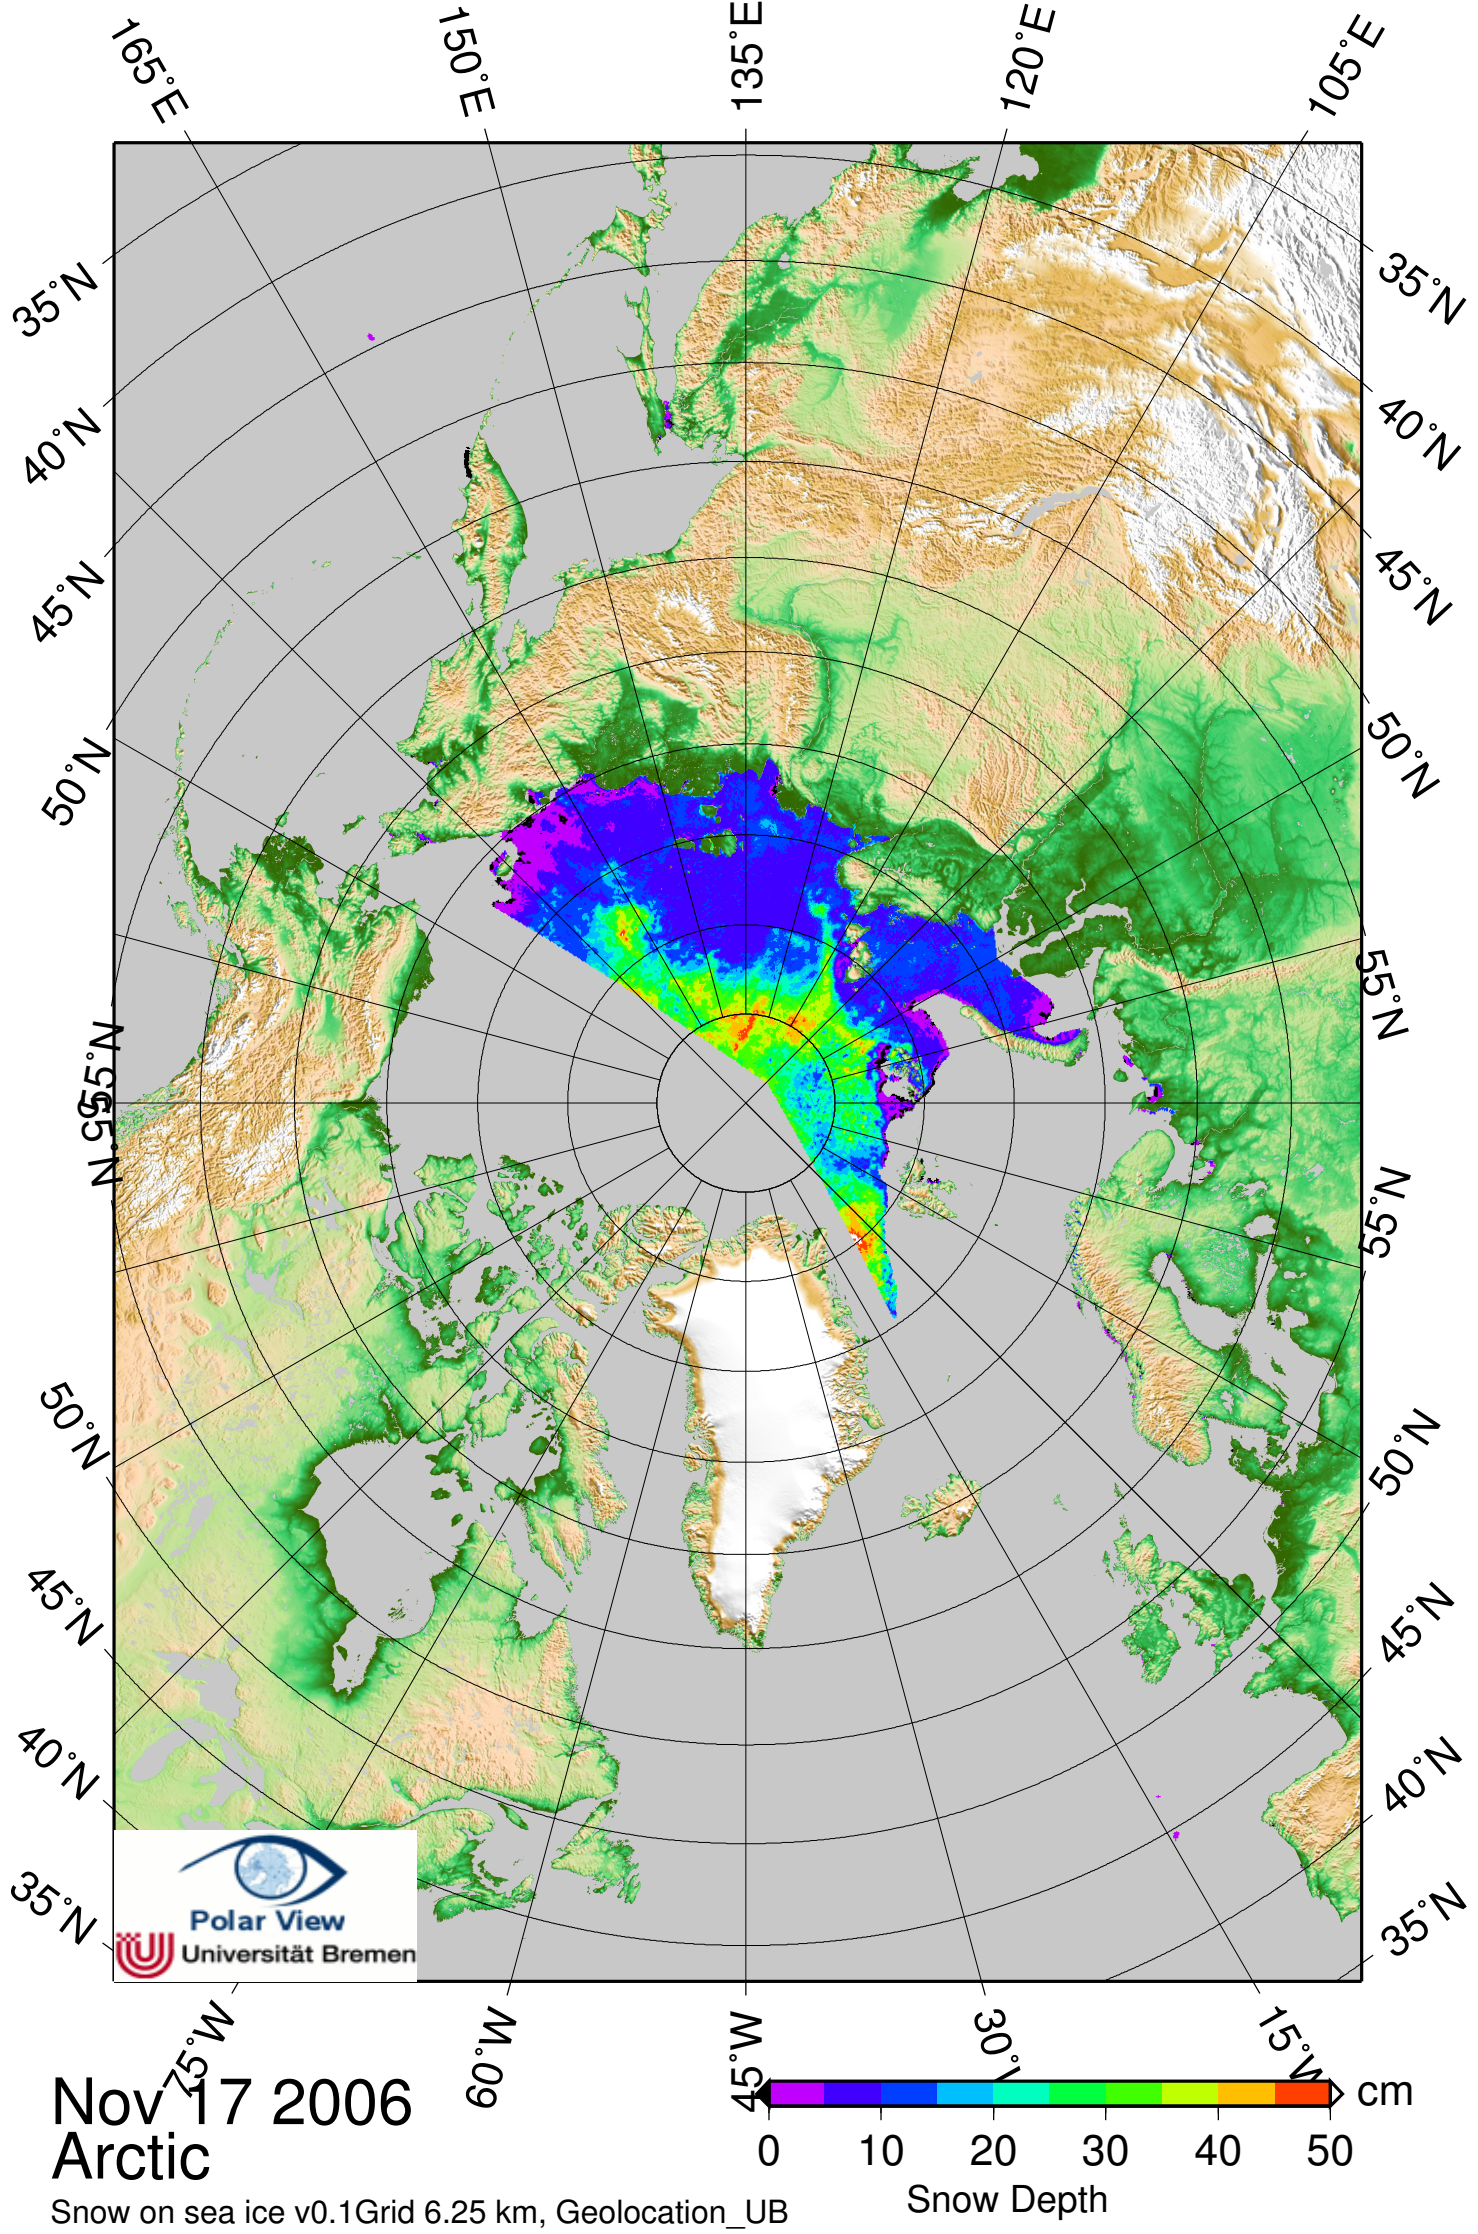 165°E 150°E 135°E 120°E 105°E
35°N 35°N
40°N 40°N
45°N 45°N
50°N 50°N
55°N 55°N
55°N 55°N
50°N 50°N
45°N 45°N
40°N 40°N
35°N 35°N
Polar View
Universität Bremen
75°W 60°W 45°W 30°W 15°W
Nov 17 2006
Arctic
Snow on sea ice v0.1Grid 6.25 km, Geolocation_UB
cm
0 10 20 30 40 50
Snow Depth